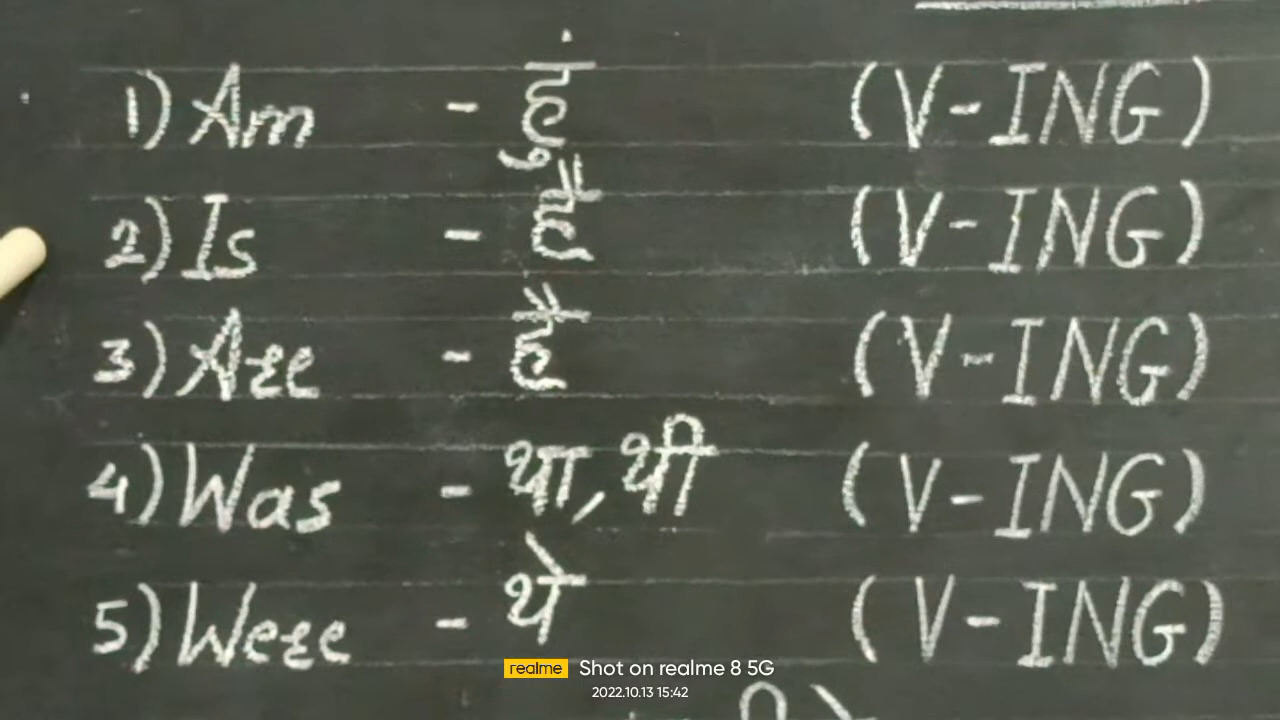 1) Am - हुं (V-ING)
2) Is - है (V-ING)
3) Are - है (V-ING)
4) Was - था, थी (V-ING)
5) Were - थे (V-ING)
realme Shot on realme 8 5G
2022.10.13 15:42